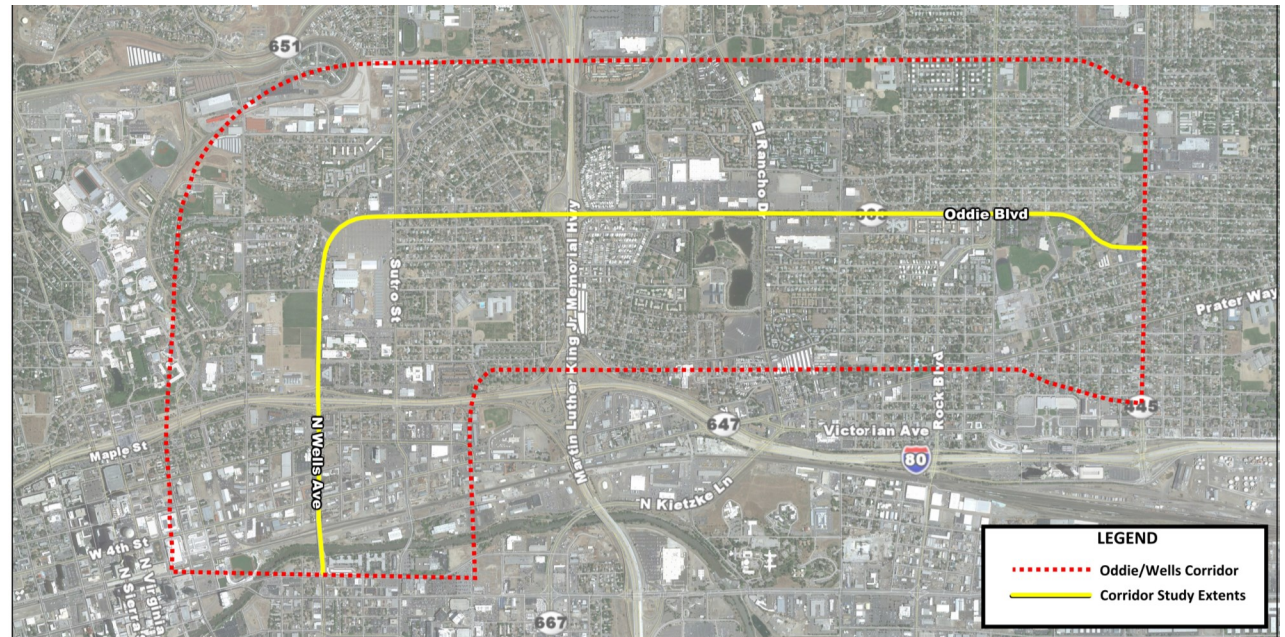 651
El Rancho Dr
Oddie Blvd
Sutro St
Martin Luther King Jr. Memorial Hwy
Prater Way
Rock Blvd
445
N Wells Ave
647
Victorian Ave
80
Maple St
N Kietzke Ln
W 4th St
N Virginia
N Sierra
667
LEGEND
Oddie/Wells Corridor
Corridor Study Extents